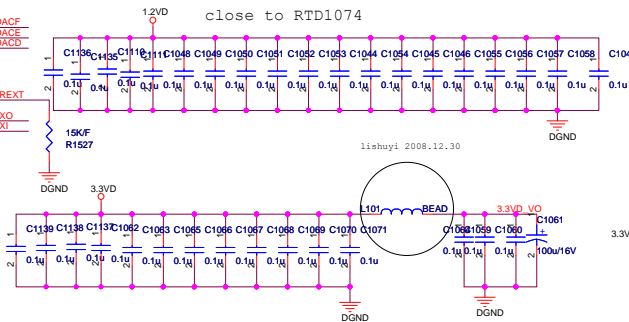 close to RTD1074
1.2VD
DACF
DACE
DACD
C1136 C1135 C1110 C1111 C1048 C1049 C1050 C1051 C1052 C1053 C1044 C1054 C1045 C1046 C1055 C1056 C1057 C1058 C104
0.1u 0.1u 0.1u 0.1u 0.1u 0.1u 0.1u 0.1u 0.1u 0.1u 0.1u 0.1u 0.1u 0.1u 0.1u 0.1u 0.1u 0.1u 0.1u
REXT
XO
XI
15K/F
R1527
DGND
DGND
lishuyi 2008.12.30
3.3VD
L101 BEAD
3.3VD_VO
C1139 C1138 C1137 C1062 C1063 C1065 C1066 C1067 C1068 C1069 C1070 C1071
C1059 C1060 C1061
0.1u 0.1u 0.1u 0.1u 0.1u 0.1u 0.1u 0.1u 0.1u 0.1u 0.1u 0.1u
0.1u 0.1u 0.1u 100u/16V
3.3V
DGND
DGND